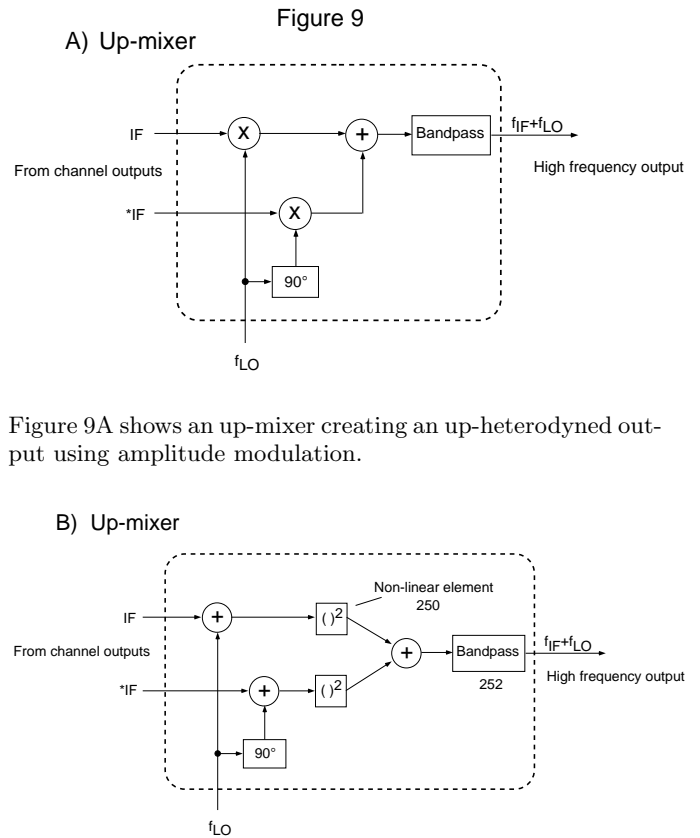 Figure 9
A) Up-mixer
IF
X
+
Bandpass
fIF+fLO
From channel outputs
High frequency output
*IF
X
90°
fLO
Figure 9A shows an up-mixer creating an up-heterodyned out-
put using amplitude modulation.
B) Up-mixer
Non-linear element
250
IF
+
( )2
From channel outputs
+
Bandpass
fIF+fLO
High frequency output
252
*IF
+
( )2
90°
fLO